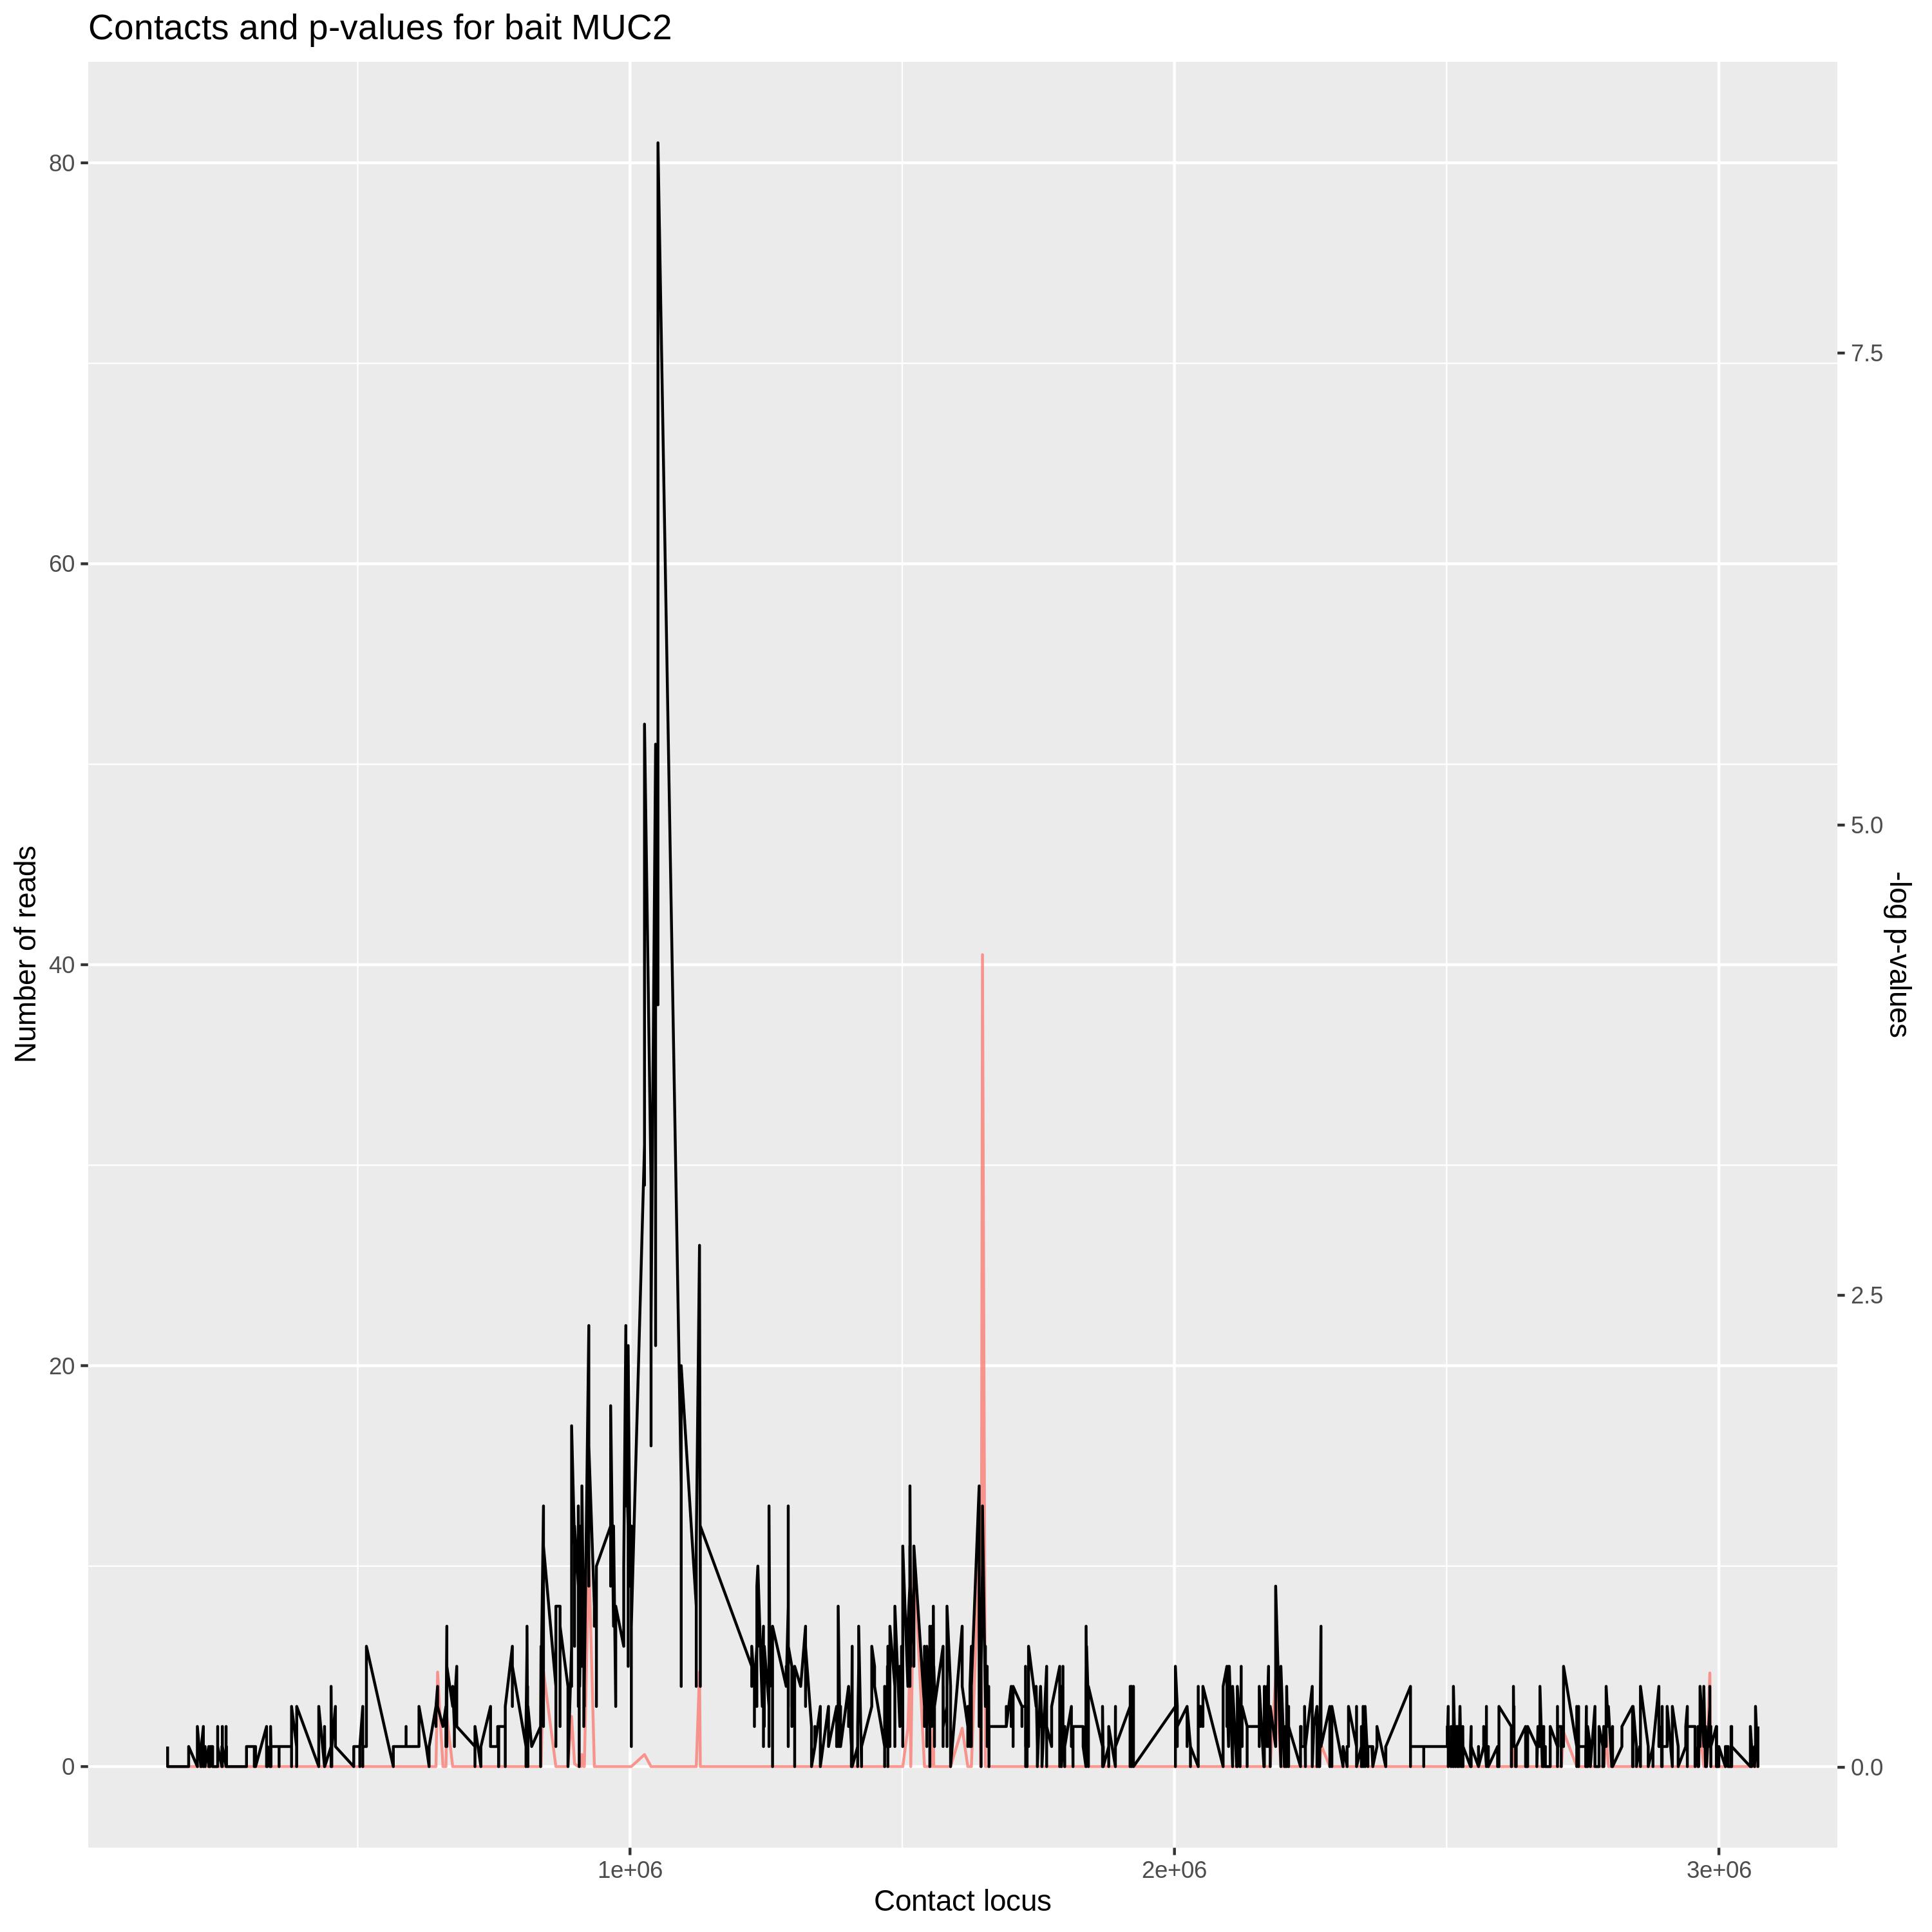 Contacts and p-values for bait MUC2
80
60
40
20
0
Number of reads
7.5
5.0
2.5
0.0
-log p-values
1e+06
2e+06
3e+06
Contact locus